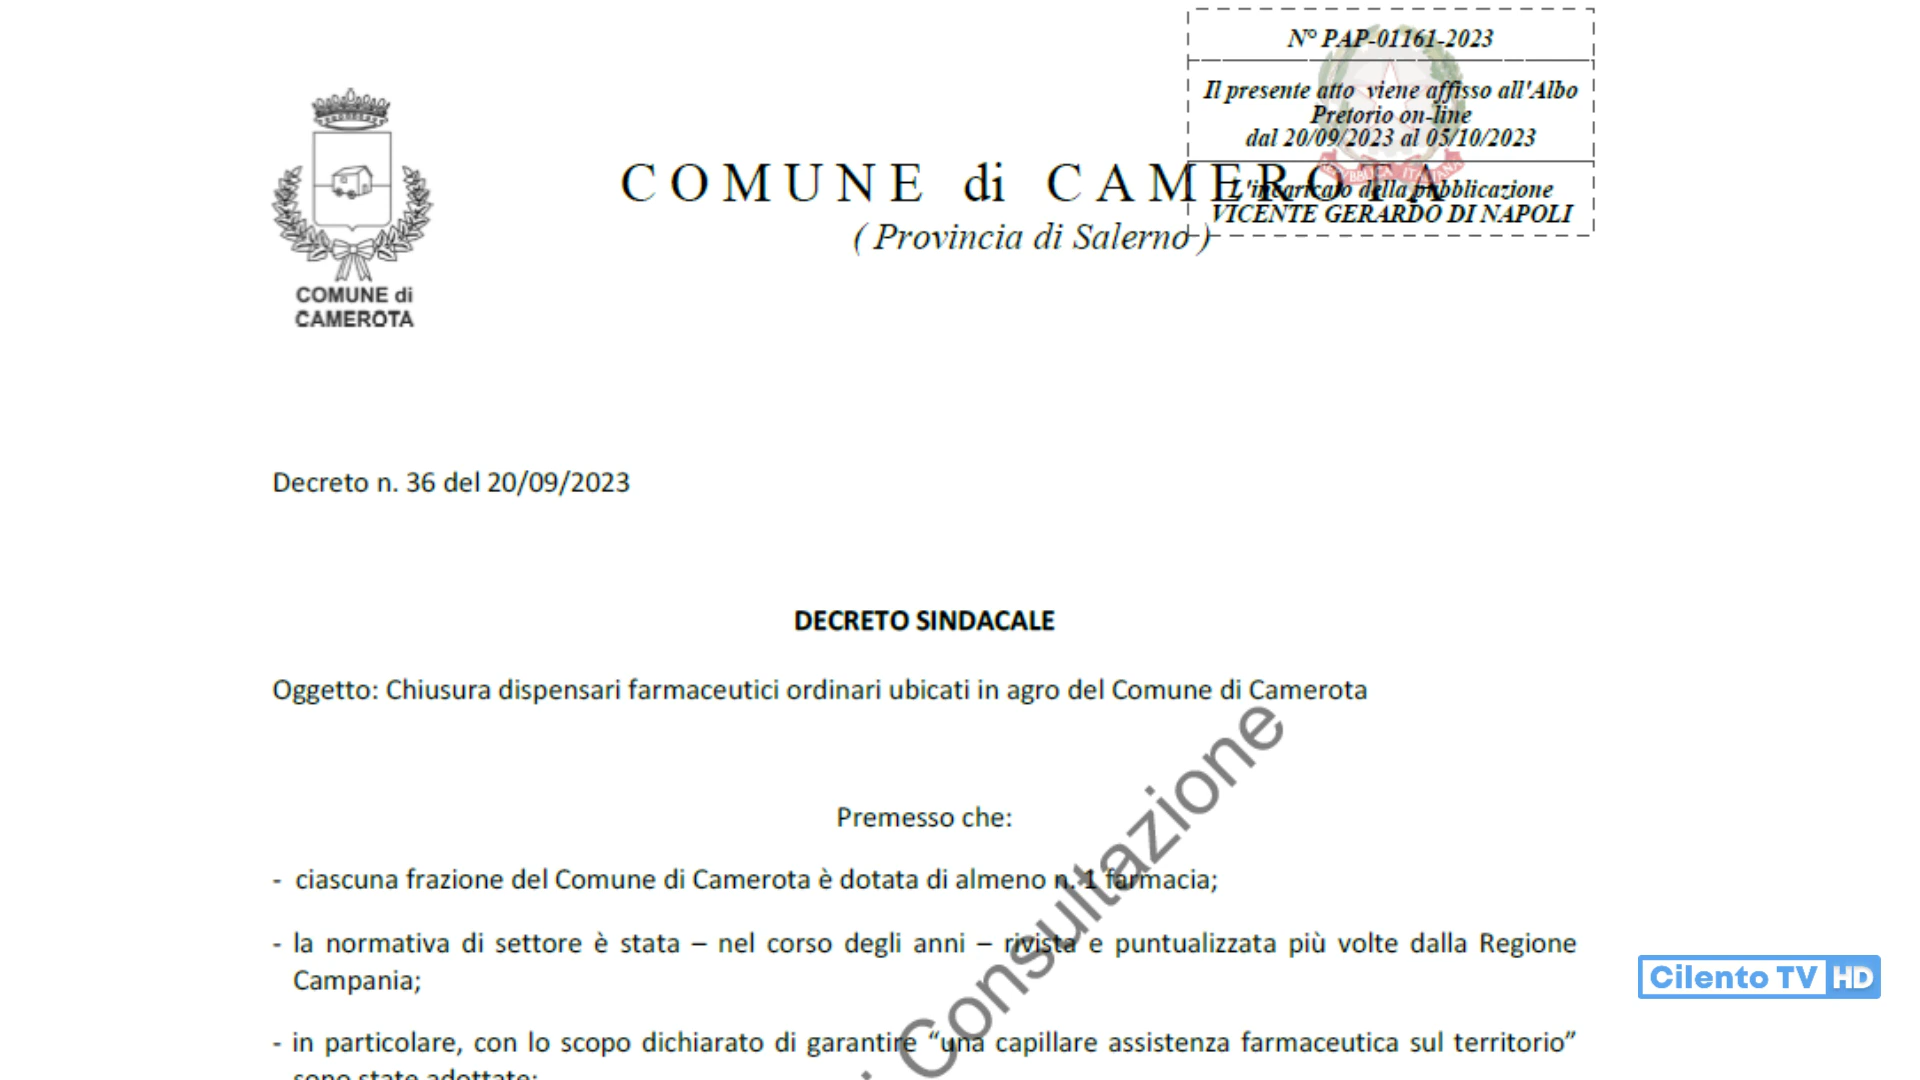 N° PAP-01161-2023
Il presente atto viene affisso all'Albo
Pretorio on-line
dal 20/09/2023 al 05/10/2023
L'incaricato della pubblicazione
VICENTE GERARDO DI NAPOLI
COMUNE di CAMEROTA
( Provincia di Salerno )
COMUNE di
CAMEROTA
Decreto n. 36 del 20/09/2023
DECRETO SINDACALE
Oggetto: Chiusura dispensari farmaceutici ordinari ubicati in agro del Comune di Camerota
Premesso che:
- ciascuna frazione del Comune di Camerota è dotata di almeno n. 1 farmacia;
- la normativa di settore è stata – nel corso degli anni – rivista e puntualizzata più volte dalla Regione
Campania;
- in particolare, con lo scopo dichiarato di garantire “una capillare assistenza farmaceutica sul territorio”
sono state adottate:
Consultazione
Cilento TV HD